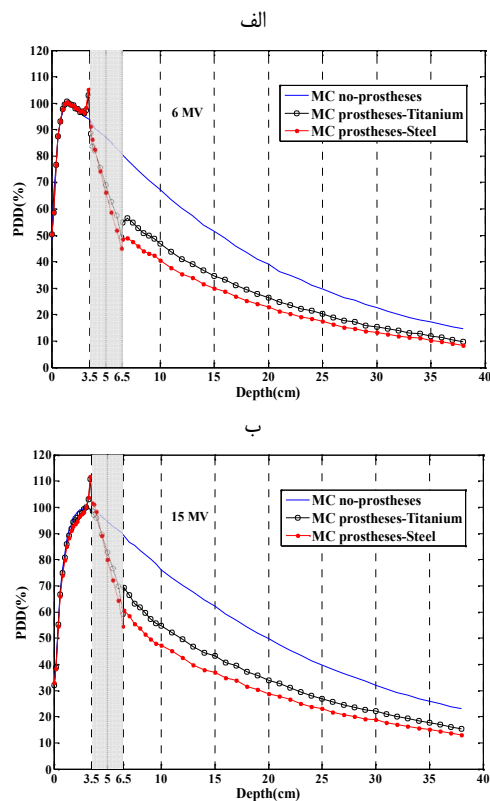 الف
120
110
100
90
80
70
60
50
40
30
20
10
0
PDD(%)
6 MV
MC no-prostheses
MC prostheses-Titanium
MC prostheses-Steel
0 3.5 5 6.5 10 15 20 25 30 35 40
Depth(cm)
ب
120
110
100
90
80
70
60
50
40
30
20
10
0
PDD(%)
15 MV
MC no-prostheses
MC prostheses-Titanium
MC prostheses-Steel
0 3.5 5 6.5 10 15 20 25 30 35 40
Depth(cm)